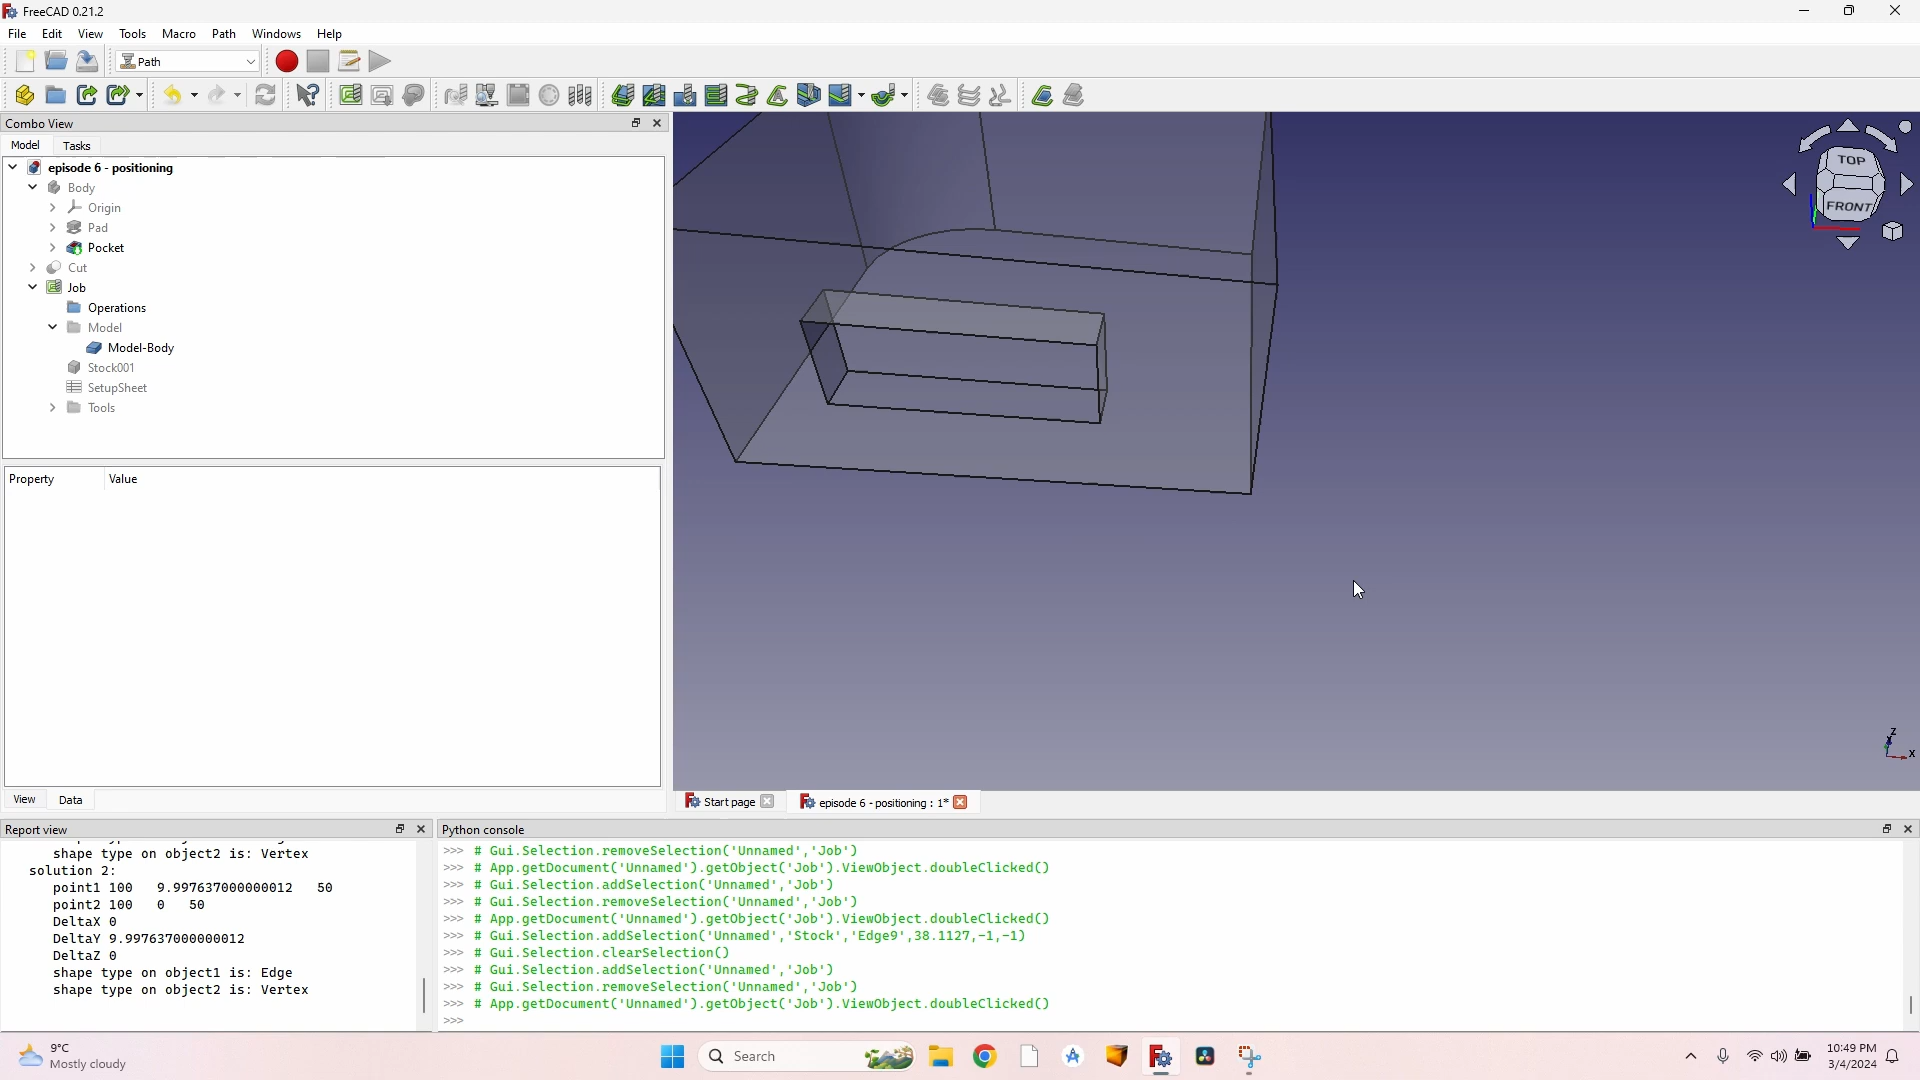 FreeCAD 0.21.2
File Edit View Tools Macro Path Windows Help
Path
Combo View
Model Tasks
episode 6 - positioning
Body
Origin
Pad
Pocket
Cut
Job
Operations
Model
Model-Body
Stock001
SetupSheet
Tools
Property Value
View Data
TOP
FRONT
Z
X
Start page
episode 6 - positioning : 1*
Report view
shape type on object2 is: Vertex
solution 2:
point1 100 9.997637000000012 50
point2 100 0 50
DeltaX 0
DeltaY 9.997637000000012
DeltaZ 0
shape type on object1 is: Edge
shape type on object2 is: Vertex
Python console
>>> # Gui.Selection.removeSelection('Unnamed','Job')
>>> # App.getDocument('Unnamed').getObject('Job').ViewObject.doubleClicked()
>>> # Gui.Selection.addSelection('Unnamed','Job')
>>> # Gui.Selection.removeSelection('Unnamed','Job')
>>> # App.getDocument('Unnamed').getObject('Job').ViewObject.doubleClicked()
>>> # Gui.Selection.addSelection('Unnamed','Stock','Edge9',38.1127,-1,-1)
>>> # Gui.Selection.clearSelection()
>>> # Gui.Selection.addSelection('Unnamed','Job')
>>> # Gui.Selection.removeSelection('Unnamed','Job')
>>> # App.getDocument('Unnamed').getObject('Job').ViewObject.doubleClicked()
>>>
9°C
Mostly cloudy
Search
10:49 PM
3/4/2024